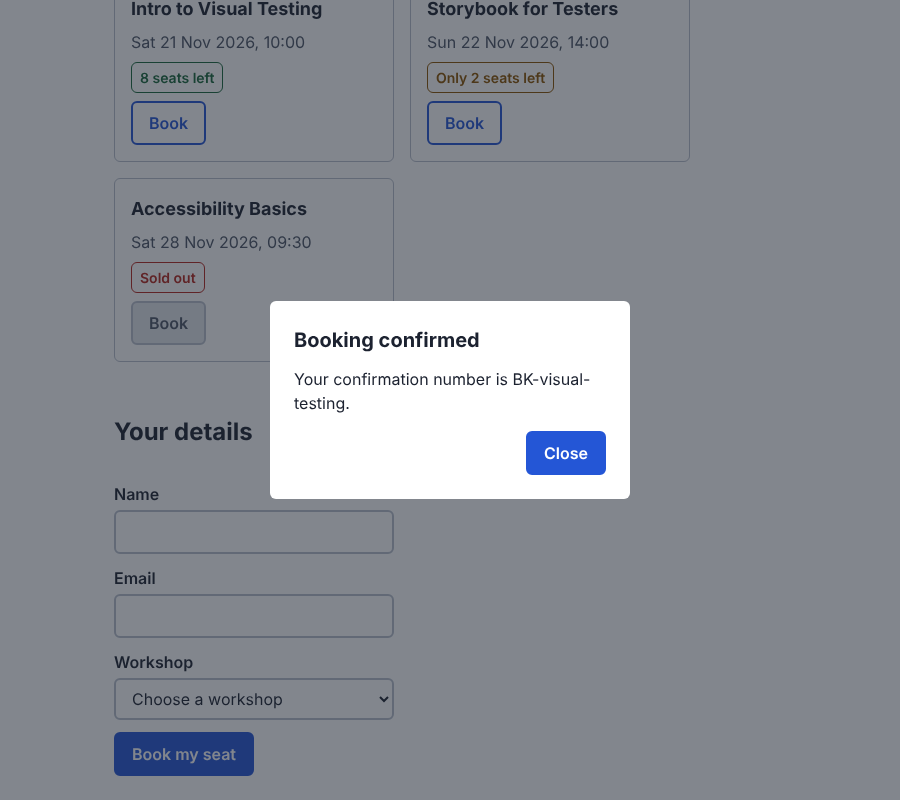 Intro to Visual Testing
Sat 21 Nov 2026, 10:00
8 seats left
Book
Storybook for Testers
Sun 22 Nov 2026, 14:00
Only 2 seats left
Book
Accessibility Basics
Sat 28 Nov 2026, 09:30
Sold out
Book
Booking confirmed
Your confirmation number is BK-visual-
testing.
Close
Your details
Name
Email
Workshop
Choose a workshop
Book my seat